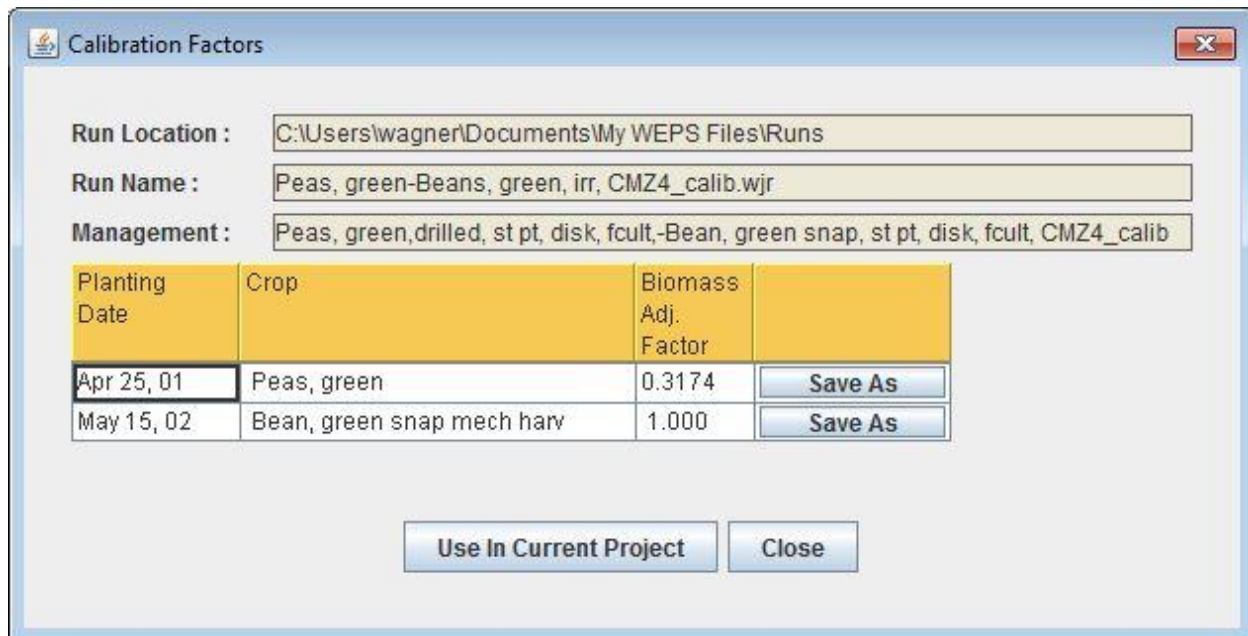 Calibration Factors
Run Location : C:\Users\wagner\Documents\My WEPS Files\Runs
Run Name : Peas, green-Beans, green, irr, CMZ4_calib.wjr
Management : Peas, green,drilled, st pt, disk, fcult,-Bean, green snap, st pt, disk, fcult, CMZ4_calib
Planting Date Crop Biomass Adj. Factor
Apr 25, 01 Peas, green 0.3174 Save As
May 15, 02 Bean, green snap mech harv 1.000 Save As
Use In Current Project Close